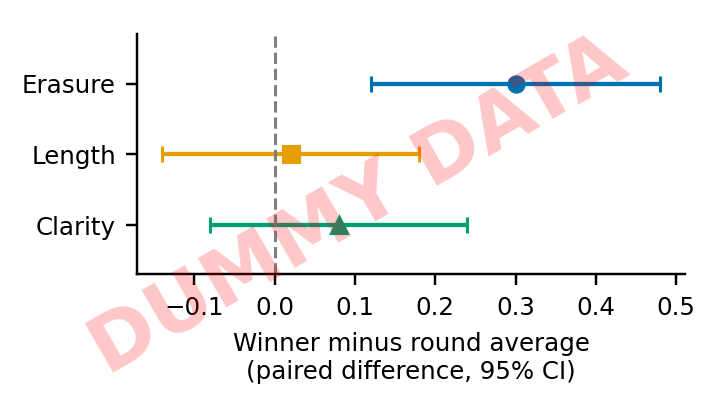 Erasure
Length
Clarity
DUMMY DATA
−0.1 0.0 0.1 0.2 0.3 0.4 0.5
Winner minus round average
(paired difference, 95% CI)